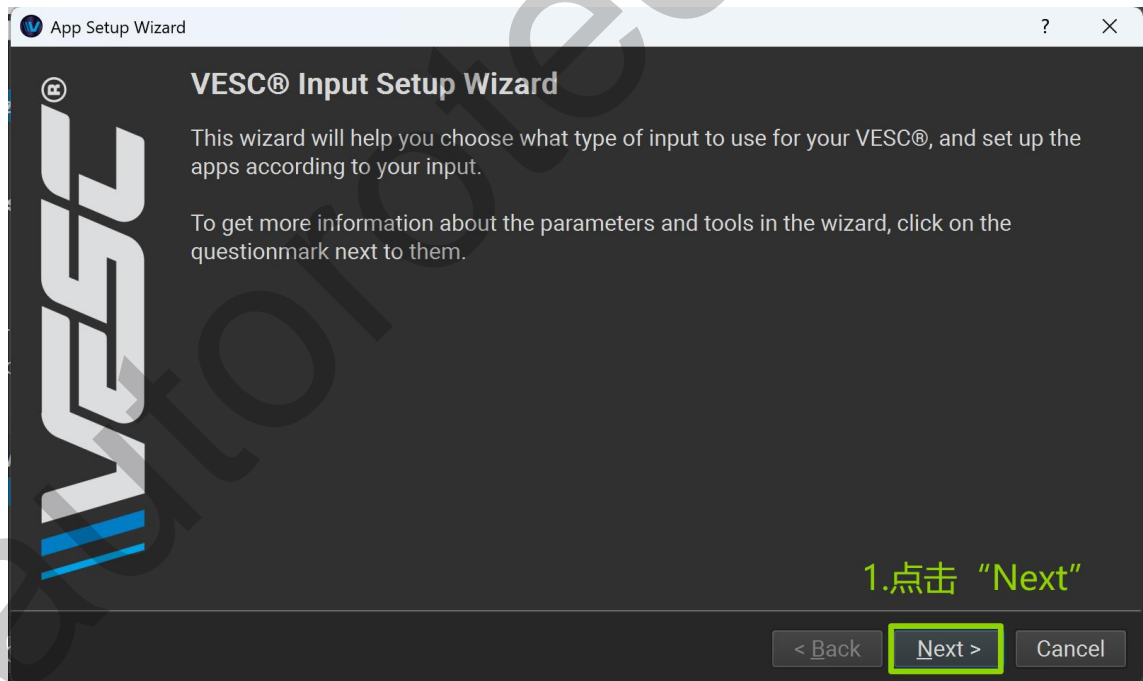 App Setup Wizard
?
VESC®
VESC® Input Setup Wizard
This wizard will help you choose what type of input to use for your VESC®, and set up the
apps according to your input.
To get more information about the parameters and tools in the wizard, click on the
questionmark next to them.
1.点击“Next”
< Back
Next >
Cancel